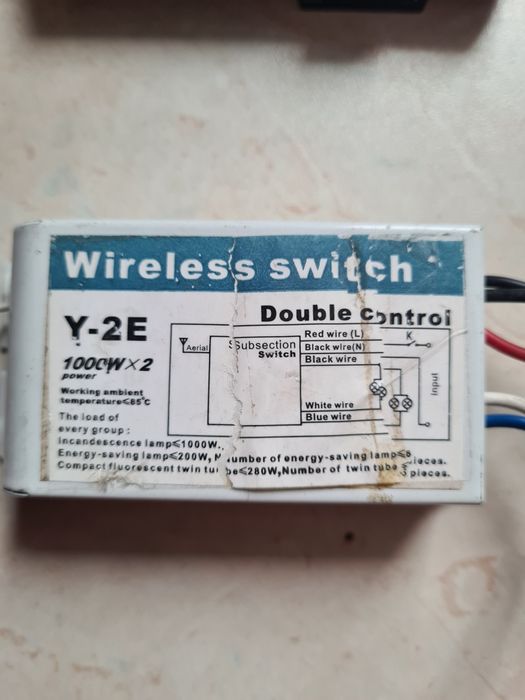 Wireless switch
Double control
Y-2E
1000W×2
power
Working ambient
temperature≤85℃
The load of
every group:
Incandescence lamp≤1000W.
Energy-saving lamp≤200W, Number of energy-saving lamp≤8 pieces.
Compact fluorescent twin tube≤280W, Number of twin tube≤ pieces.
Aerial
Subsection
Switch
Red wire (L)
Black wire(N)
Black wire
White wire
Blue wire
K
Input